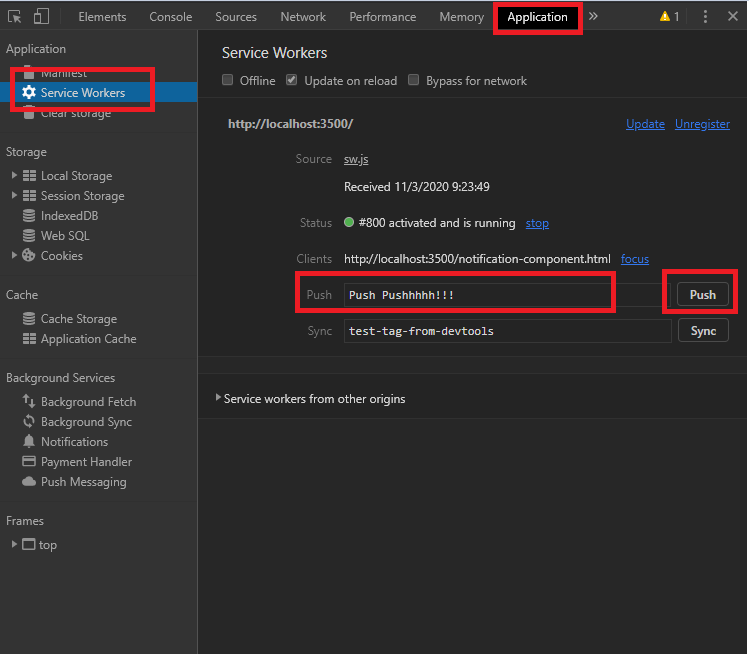 Elements Console Sources Network Performance Memory Application » 1
Application
Manifest
Service Workers
Clear storage
Storage
Local Storage
Session Storage
IndexedDB
Web SQL
Cookies
Cache
Cache Storage
Application Cache
Background Services
Background Fetch
Background Sync
Notifications
Payment Handler
Push Messaging
Frames
top
Service Workers
Offline Update on reload Bypass for network
http://localhost:3500/ Update Unregister
Source sw.js
Received 11/3/2020 9:23:49
Status #800 activated and is running stop
Clients http://localhost:3500/notification-component.html focus
Push Push Pushhhhh!!! Push
Sync test-tag-from-devtools Sync
Service workers from other origins